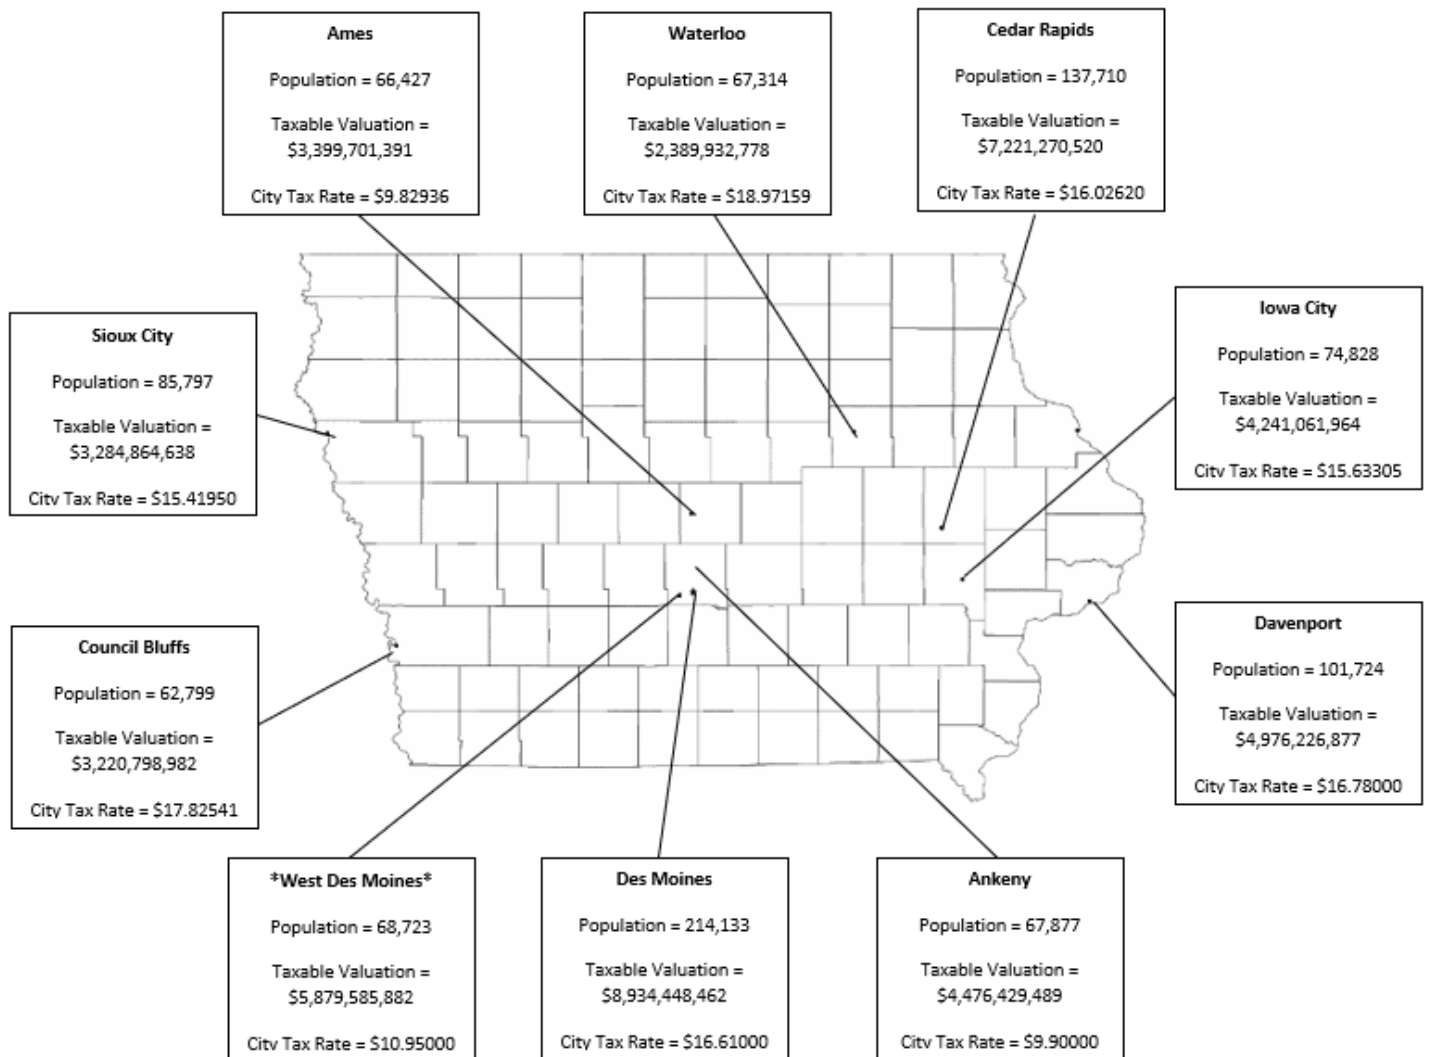 Ames
Population = 66,427
Taxable Valuation =
$3,399,701,391
City Tax Rate = $9.82936
Waterloo
Population = 67,314
Taxable Valuation =
$2,389,932,778
City Tax Rate = $18.97159
Cedar Rapids
Population = 137,710
Taxable Valuation =
$7,221,270,520
City Tax Rate = $16.02620
Sioux City
Population = 85,797
Taxable Valuation =
$3,284,864,638
City Tax Rate = $15.41950
Iowa City
Population = 74,828
Taxable Valuation =
$4,241,061,964
City Tax Rate = $15.63305
Council Bluffs
Population = 62,799
Taxable Valuation =
$3,220,798,982
City Tax Rate = $17.82541
Davenport
Population = 101,724
Taxable Valuation =
$4,976,226,877
City Tax Rate = $16.78000
*West Des Moines*
Population = 68,723
Taxable Valuation =
$5,879,585,882
City Tax Rate = $10.95000
Des Moines
Population = 214,133
Taxable Valuation =
$8,934,448,462
City Tax Rate = $16.61000
Ankeny
Population = 67,877
Taxable Valuation =
$4,476,429,489
City Tax Rate = $9.90000